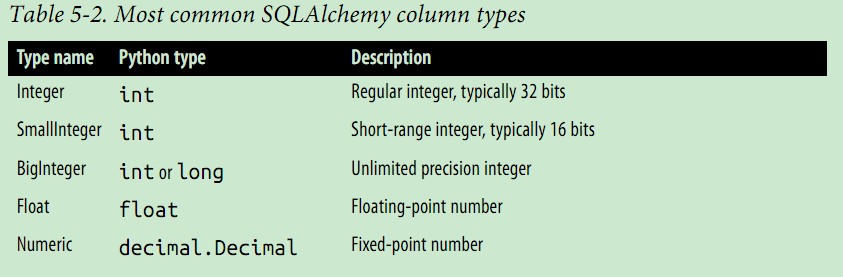 Table 5-2. Most common SQLAlchemy column types
Type name Python type Description
Integer int Regular integer, typically 32 bits
SmallInteger int Short-range integer, typically 16 bits
BigInteger int or long Unlimited precision integer
Float float Floating-point number
Numeric decimal.Decimal Fixed-point number